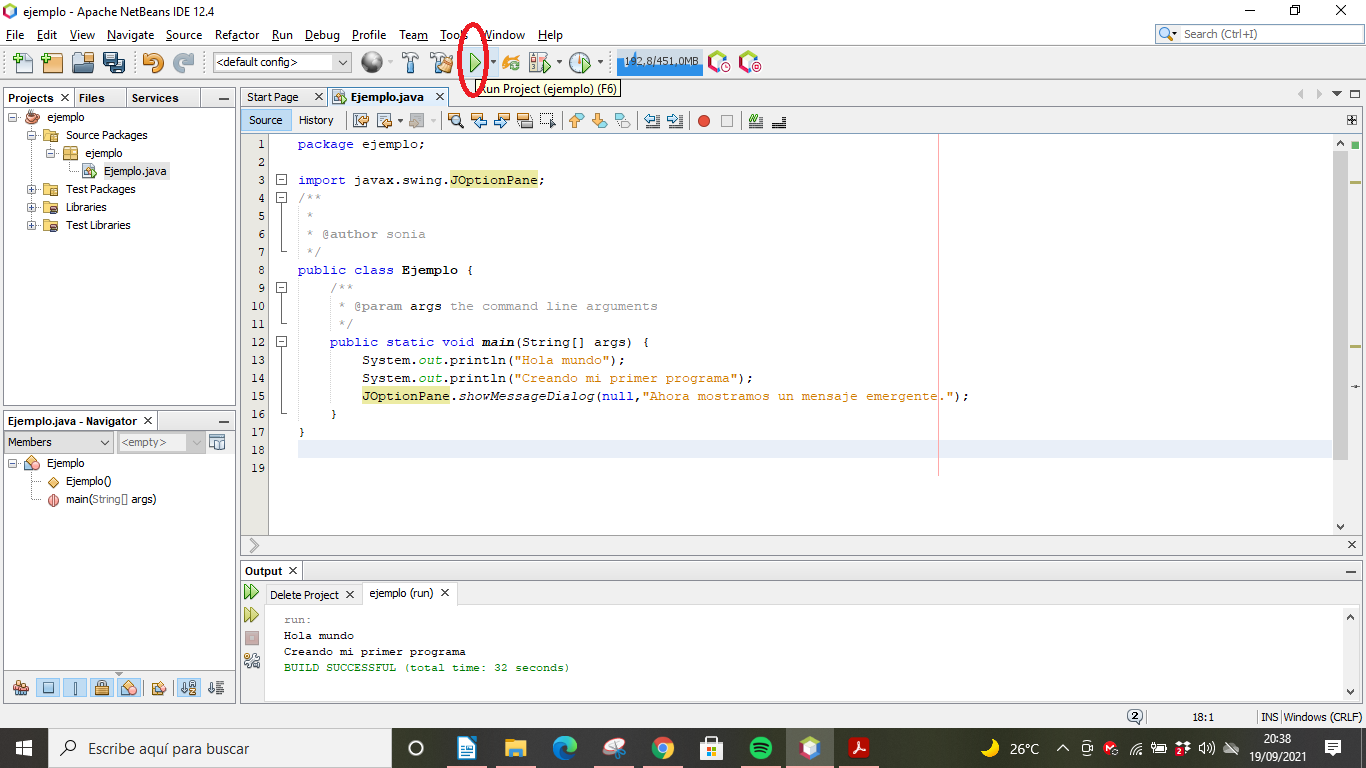 ejemplo - Apache NetBeans IDE 12.4
File Edit View Navigate Source Refactor Run Debug Profile Team Tools Window Help
Search (Ctrl+I)
<default config>
192,8/451,0MB
Run Project (ejemplo) (F6)
Projects Files Services
Start Page Ejemplo.java
Source History
ejemplo
Source Packages
ejemplo
Ejemplo.java
Test Packages
Libraries
Test Libraries
1 package ejemplo;
2
3 import javax.swing.JOptionPane;
4 /**
5 *
6 * @author sonia
7 */
8 public class Ejemplo {
9 /**
10 * @param args the command line arguments
11 */
12 public static void main(String[] args) {
13 System.out.println("Hola mundo");
14 System.out.println("Creando mi primer programa");
15 JOptionPane.showMessageDialog(null,"Ahora mostramos un mensaje emergente.");
16 }
17 }
18
19
Ejemplo.java - Navigator
Members <empty>
Ejemplo
Ejemplo()
main(String[] args)
Output
Delete Project ejemplo (run)
run:
Hola mundo
Creando mi primer programa
BUILD SUCCESSFUL (total time: 32 seconds)
2 18:1 INS Windows (CRLF)
Escribe aquí para buscar
26°C
2
20:38
19/09/2021